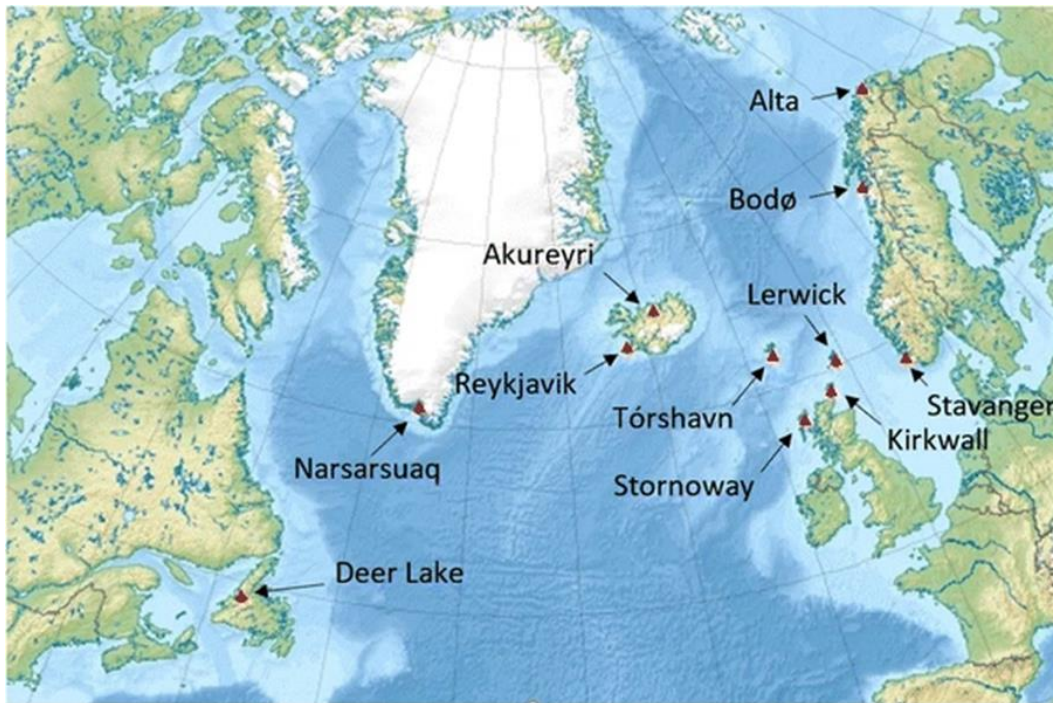 Alta
Bodø
Akureyri
Lerwick
Reykjavik
Tórshavn
Stavanger
Kirkwall
Narsarsuaq
Stornoway
Deer Lake